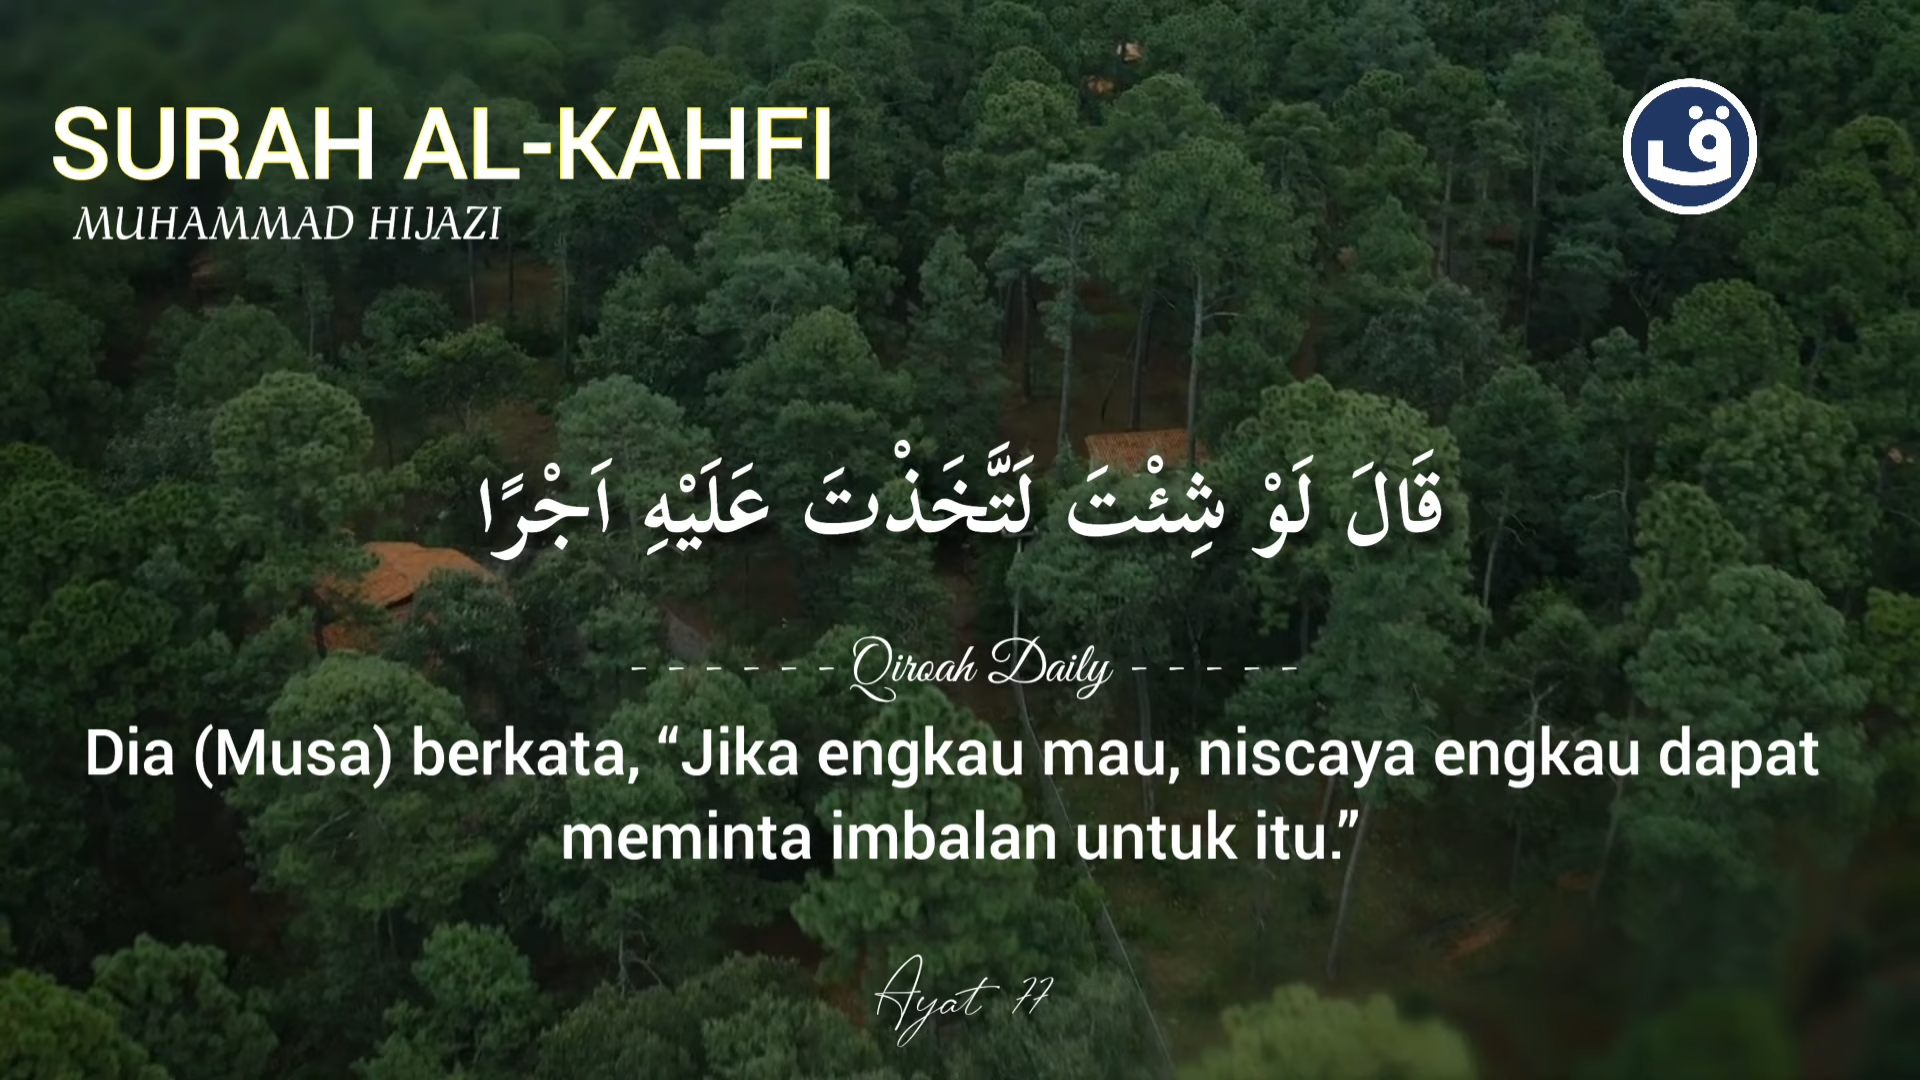 SURAH AL-KAHFI
MUHAMMAD HIJAZI
ق
قَالَ لَوْ شِئْتَ لَتَّخَذْتَ عَلَيْهِ اَجْرًا
- - - - - - Qiroah Daily - - - - -
Dia (Musa) berkata, “Jika engkau mau, niscaya engkau dapat
meminta imbalan untuk itu.”
Ayat 77